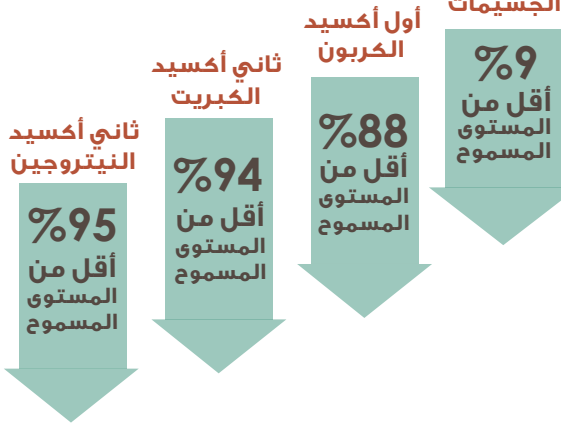 الجسيمات
%9
أقل من
المستوى
المسموح
أول أكسيد
الكربون
%88
أقل من
المستوى
المسموح
ثاني أكسيد
الكبريت
%94
أقل من
المستوى
المسموح
ثاني أكسيد
النيتروجين
%95
أقل من
المستوى
المسموح